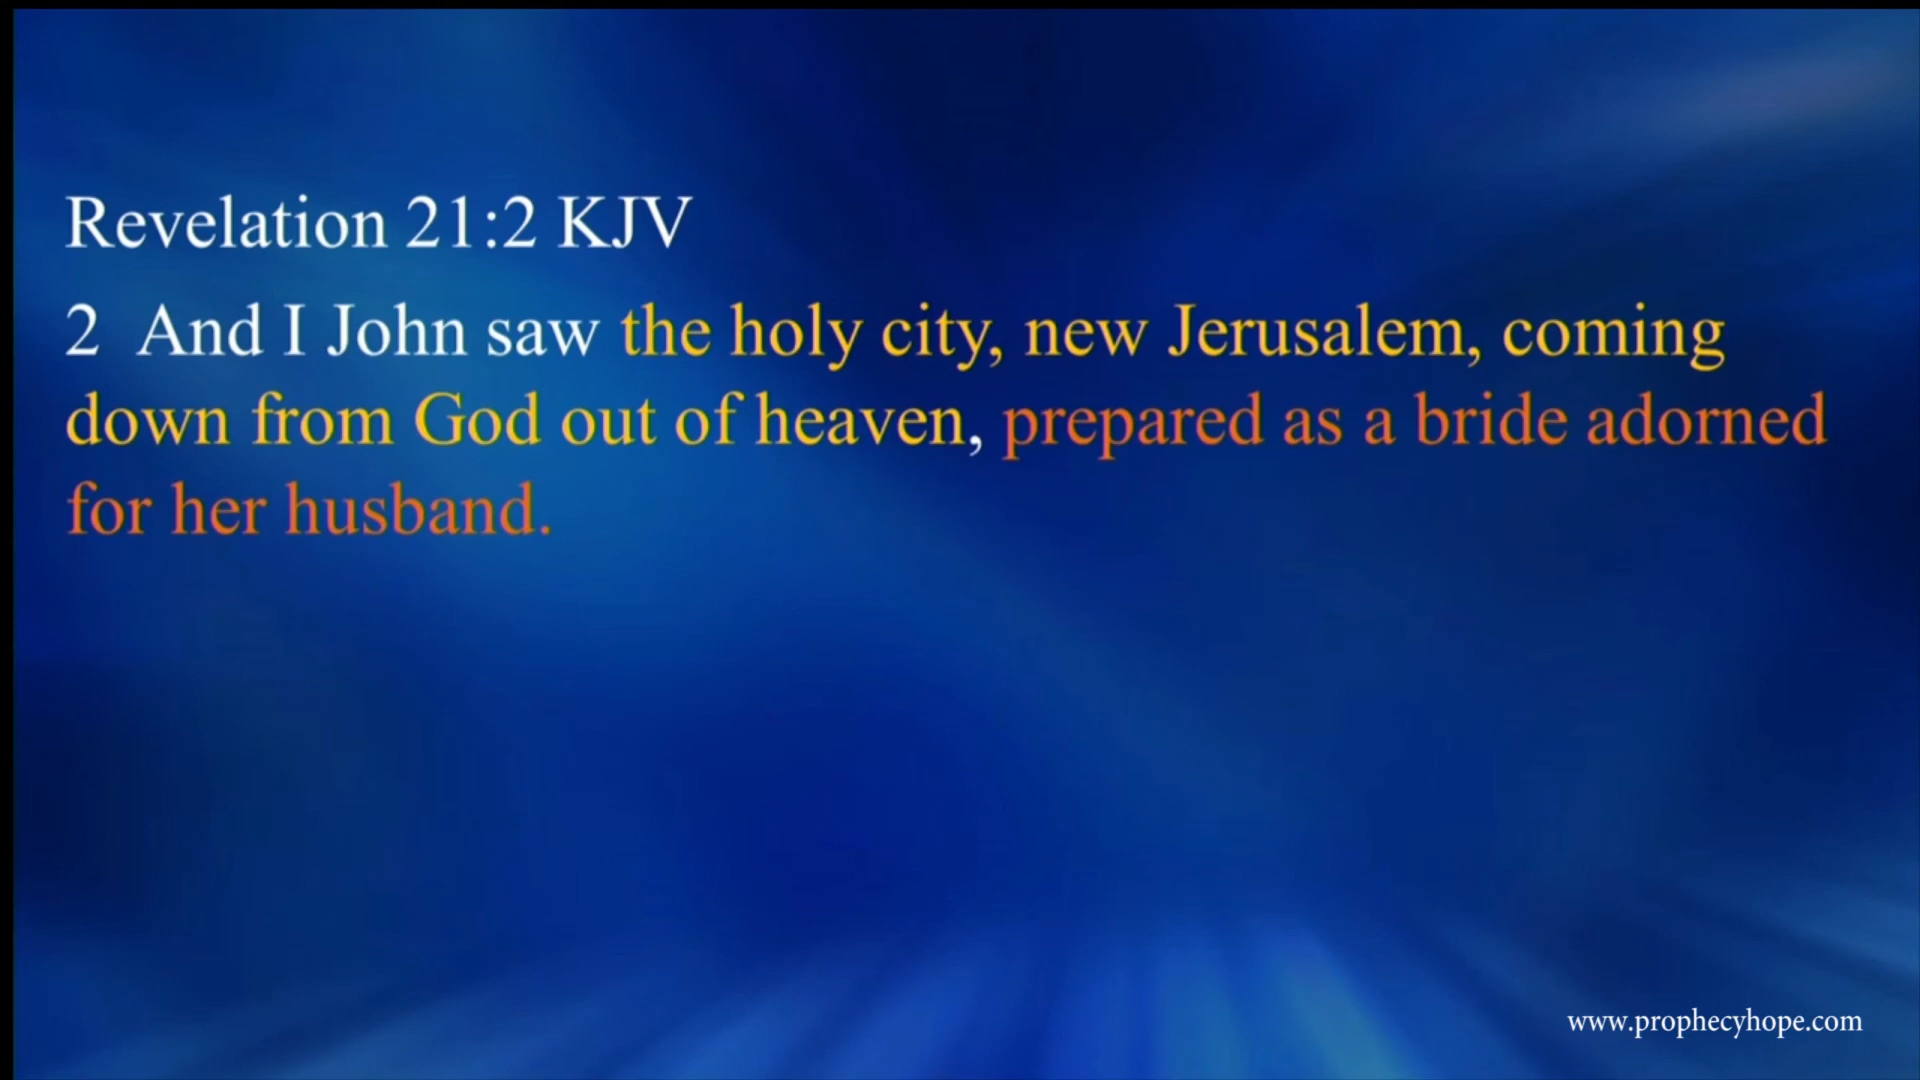 Revelation 21:2 KJV
2 And I John saw the holy city, new Jerusalem, coming
down from God out of heaven, prepared as a bride adorned
for her husband.
www.prophecyhope.com